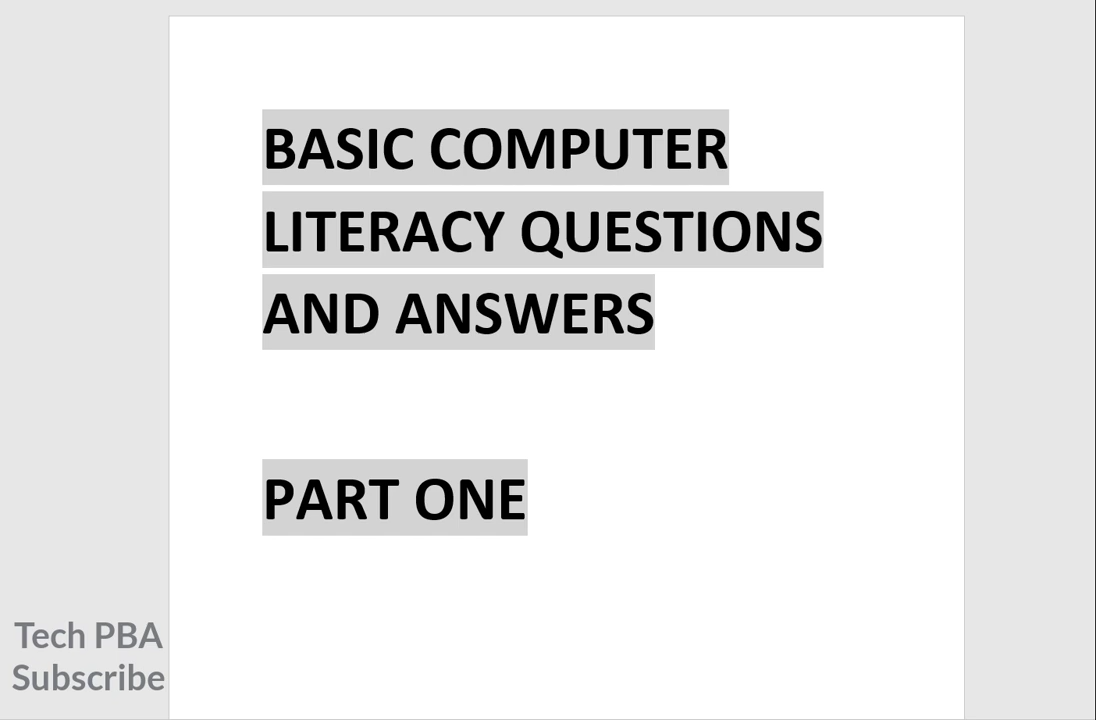 BASIC COMPUTER
LITERACY QUESTIONS
AND ANSWERS
PART ONE
Tech PBA
Subscribe